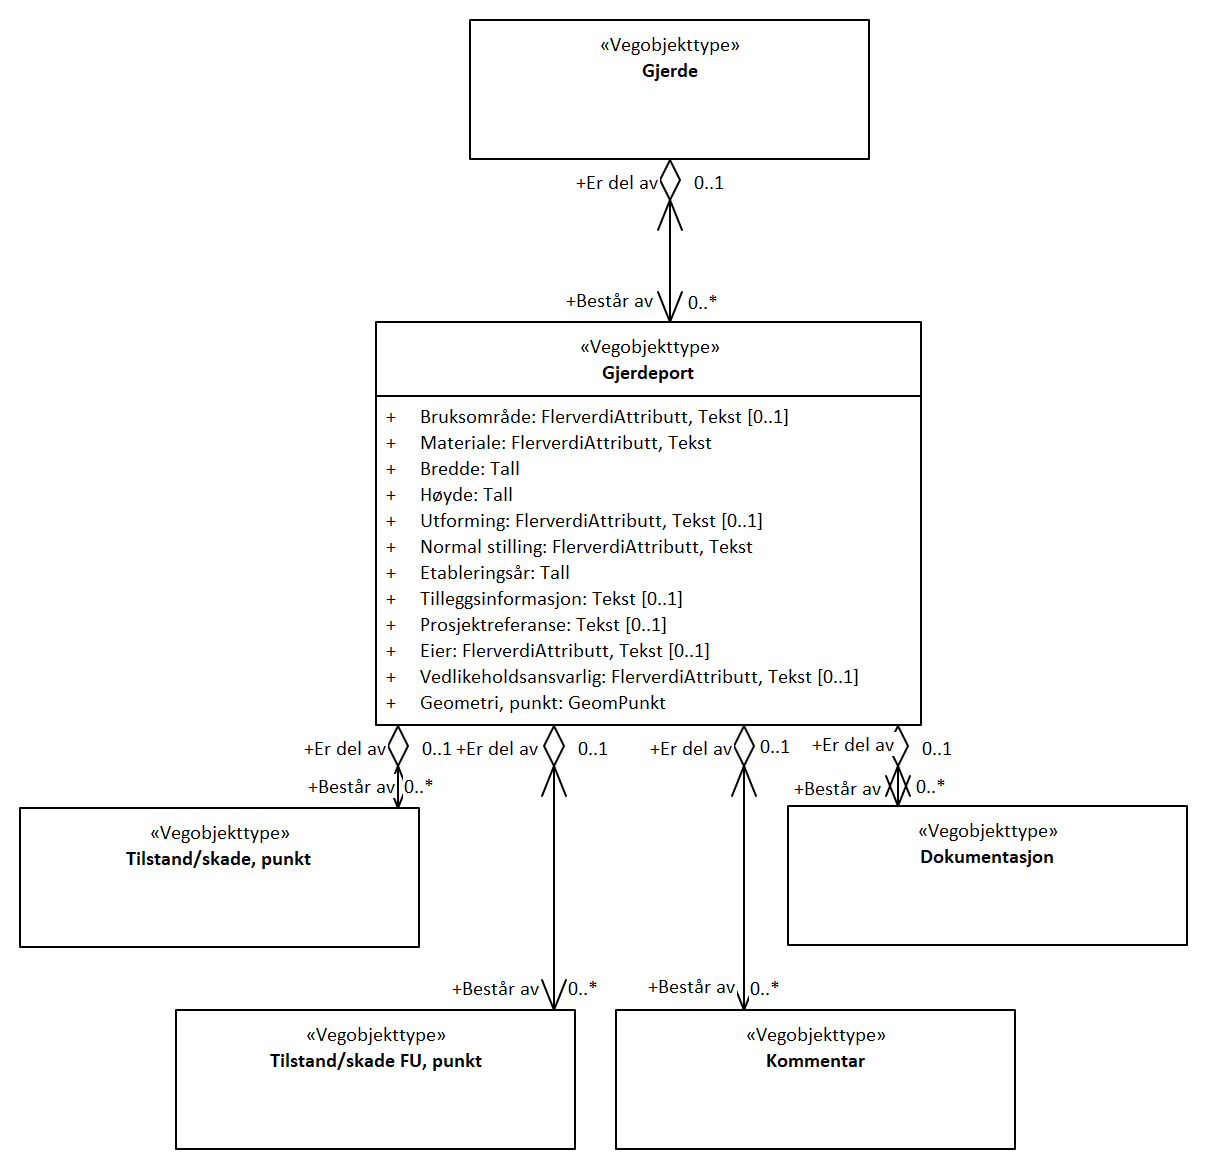 «Vegobjekttype»
Gjerde
+Er del av 0..1
+Består av 0..*
«Vegobjekttype»
Gjerdeport
+ Bruksområde: FlerverdiAttributt, Tekst [0..1]
+ Materiale: FlerverdiAttributt, Tekst
+ Bredde: Tall
+ Høyde: Tall
+ Utforming: FlerverdiAttributt, Tekst [0..1]
+ Normal stilling: FlerverdiAttributt, Tekst
+ Etableringsår: Tall
+ Tilleggsinformasjon: Tekst [0..1]
+ Prosjektreferanse: Tekst [0..1]
+ Eier: FlerverdiAttributt, Tekst [0..1]
+ Vedlikeholdsansvarlig: FlerverdiAttributt, Tekst [0..1]
+ Geometri, punkt: GeomPunkt
+Er del av 0..1 +Er del av 0..1 +Er del av 0..1 +Er del av 0..1
+Består av 0..* +Består av 0..*
«Vegobjekttype»
Tilstand/skade, punkt
«Vegobjekttype»
Dokumentasjon
+Består av 0..* +Består av 0..*
«Vegobjekttype»
Tilstand/skade FU, punkt
«Vegobjekttype»
Kommentar